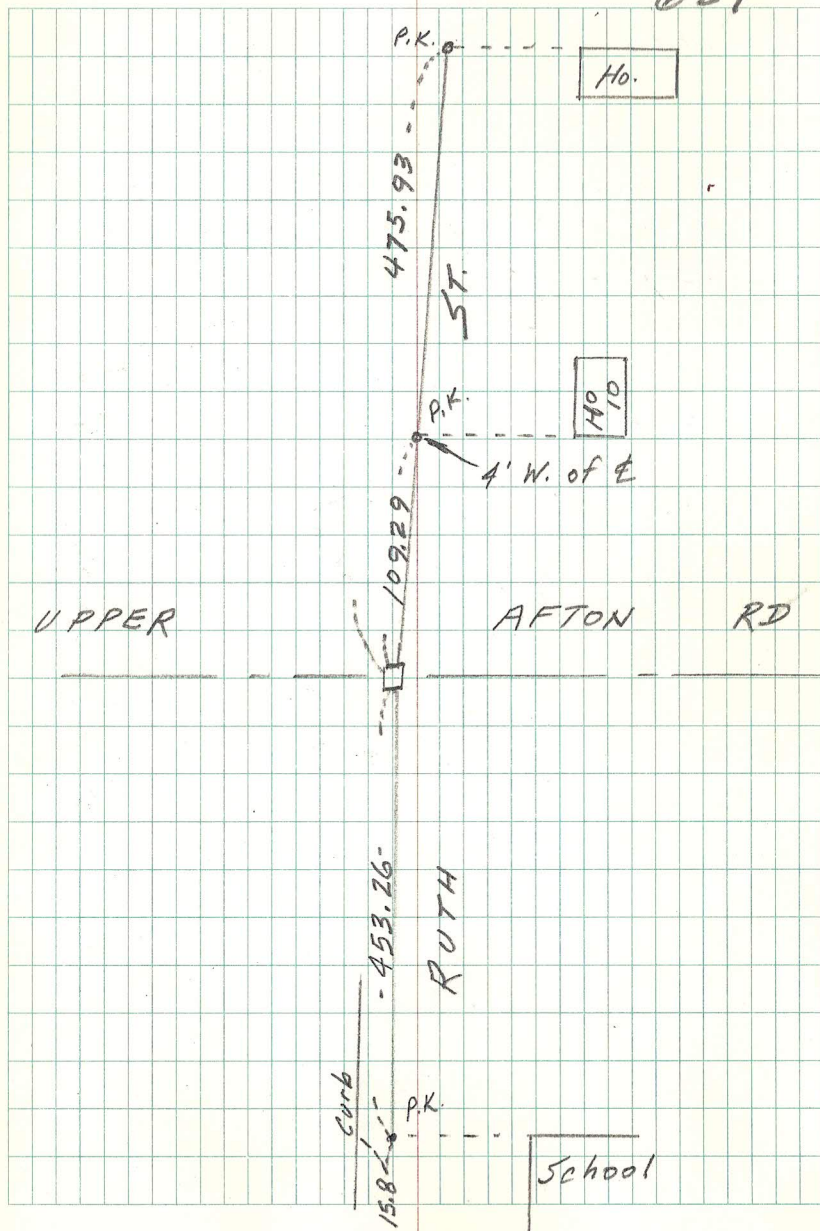 P.K.
Ho.
475.93
ST.
P.K.
Ho
10
4' W. of ℄
109.29
UPPER AFTON RD
-453.26-
RUTH
Curb
P.K.
15.8
School